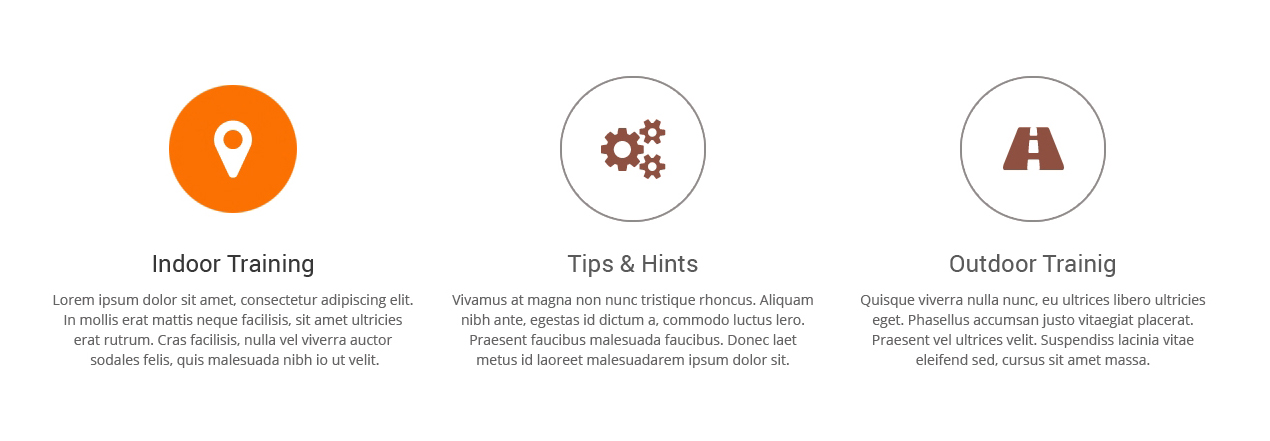 Indoor Training
Lorem ipsum dolor sit amet, consectetur adipiscing elit.
In mollis erat mattis neque facilisis, sit amet ultricies
erat rutrum. Cras facilisis, nulla vel viverra auctor
sodales felis, quis malesuada nibh io ut velit.
Tips & Hints
Vivamus at magna non nunc tristique rhoncus. Aliquam
nibh ante, egestas id dictum a, commodo luctus lero.
Praesent faucibus malesuada faucibus. Donec laet
metus id laoreet malesuadarem ipsum dolor sit.
Outdoor Trainig
Quisque viverra nulla nunc, eu ultrices libero ultricies
eget. Phasellus accumsan justo vitaegiat placerat.
Praesent vel ultrices velit. Suspendiss lacinia vitae
eleifend sed, cursus sit amet massa.